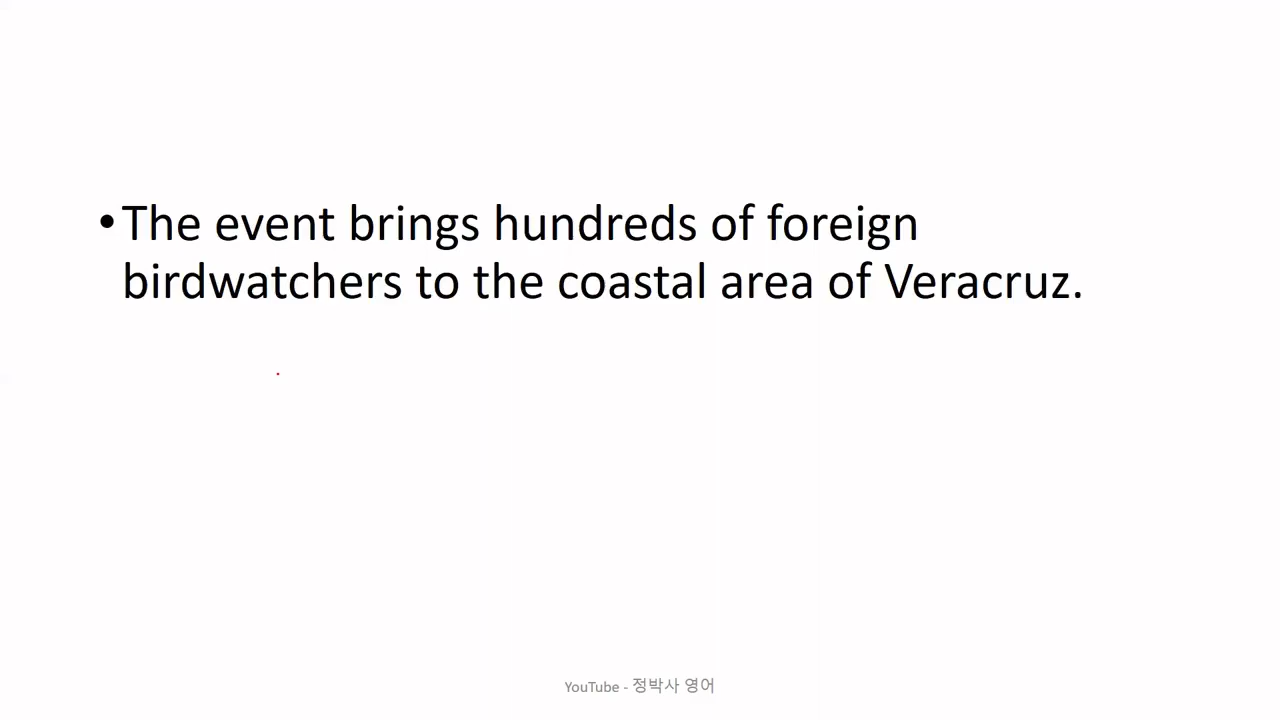 •The event brings hundreds of foreign
birdwatchers to the coastal area of Veracruz.
YouTube - 정박사 영어